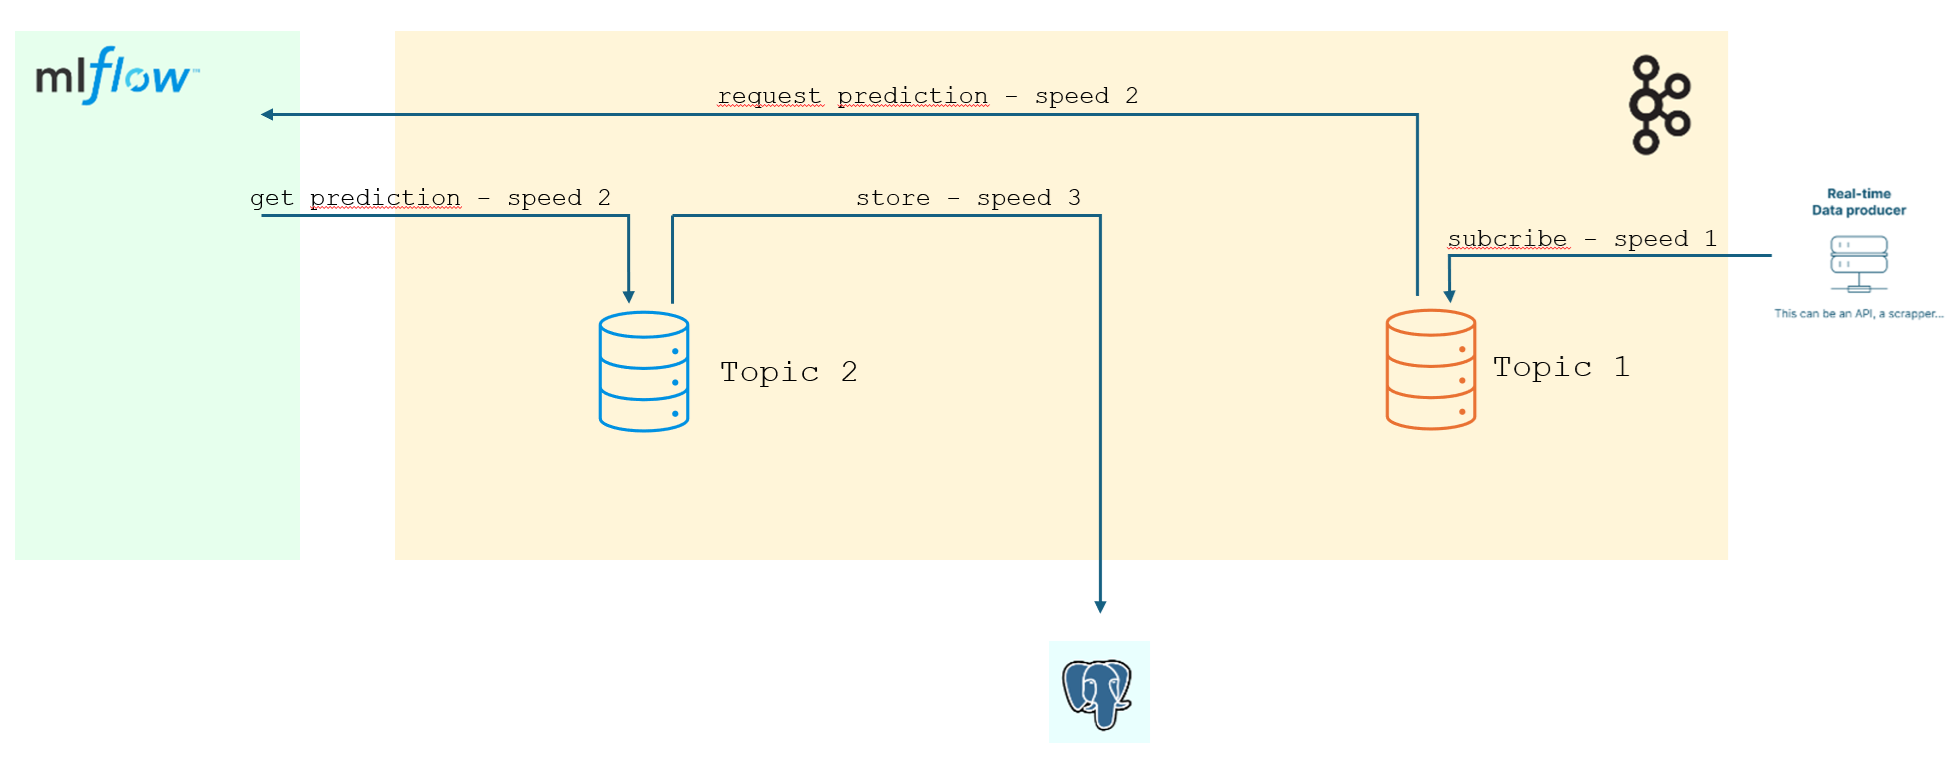 mlflow™
request prediction – speed 2
get prediction – speed 2
store – speed 3
Real-time
Data producer
subcribe – speed 1
This can be an API, a scrapper...
Topic 2
Topic 1